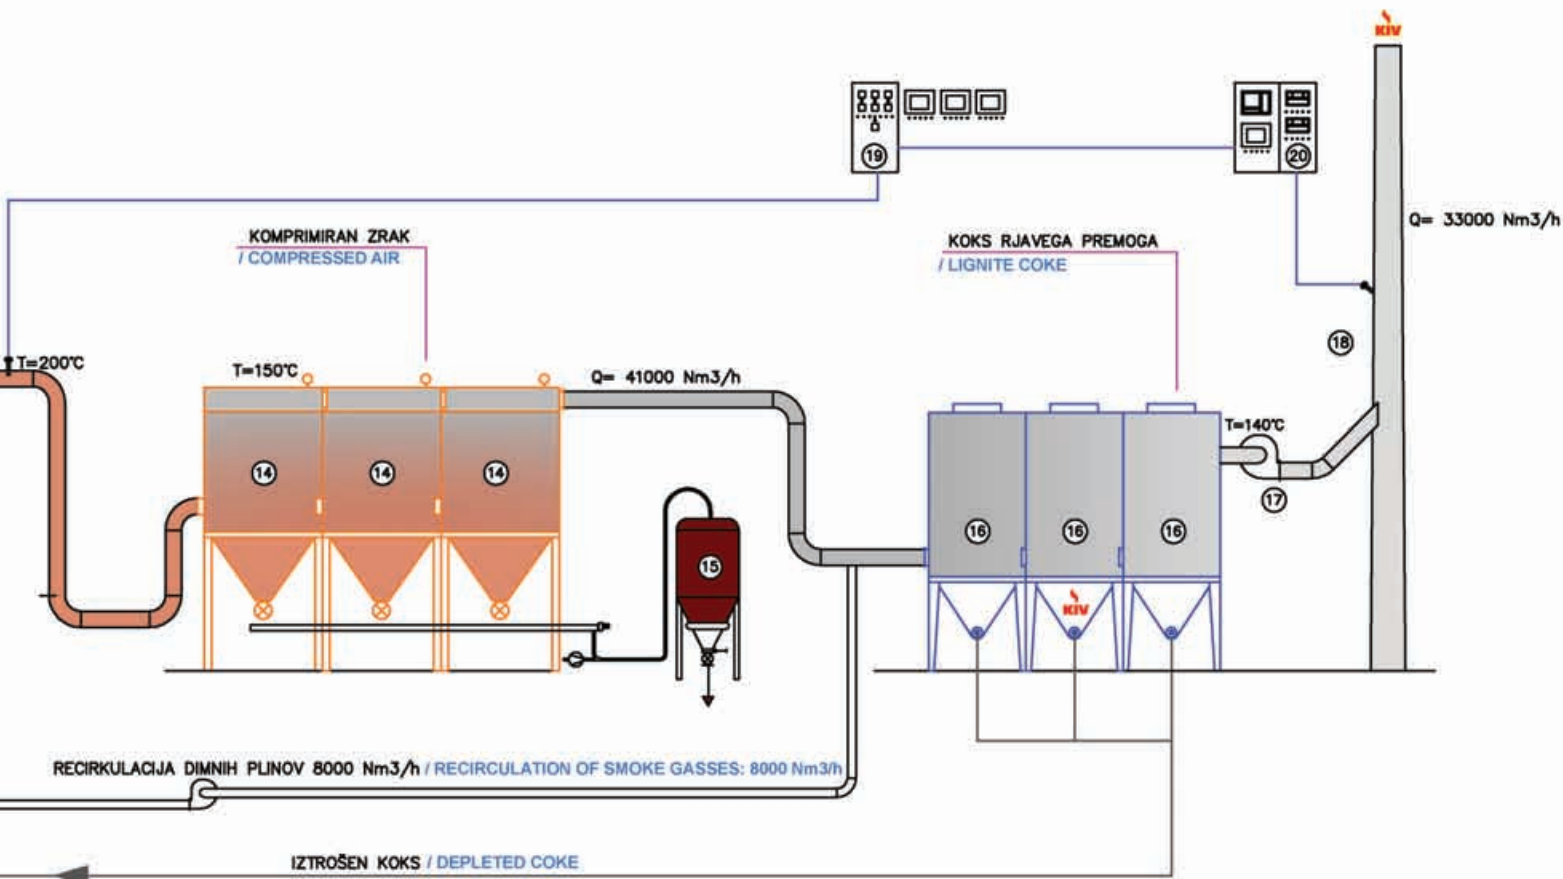 KIV
19
20
Q= 33000 Nm3/h
KOMPRIMIRAN ZRAK
/ COMPRESSED AIR
KOKS RJAVEGA PREMOGA
/ LIGNITE COKE
18
T=200°C
T=150°C
Q= 41000 Nm3/h
T=140°C
14
14
14
17
15
16
16
16
KIV
RECIRKULACIJA DIMNIH PLINOV 8000 Nm3/h / RECIRCULATION OF SMOKE GASSES: 8000 Nm3/h
IZTROŠEN KOKS / DEPLETED COKE